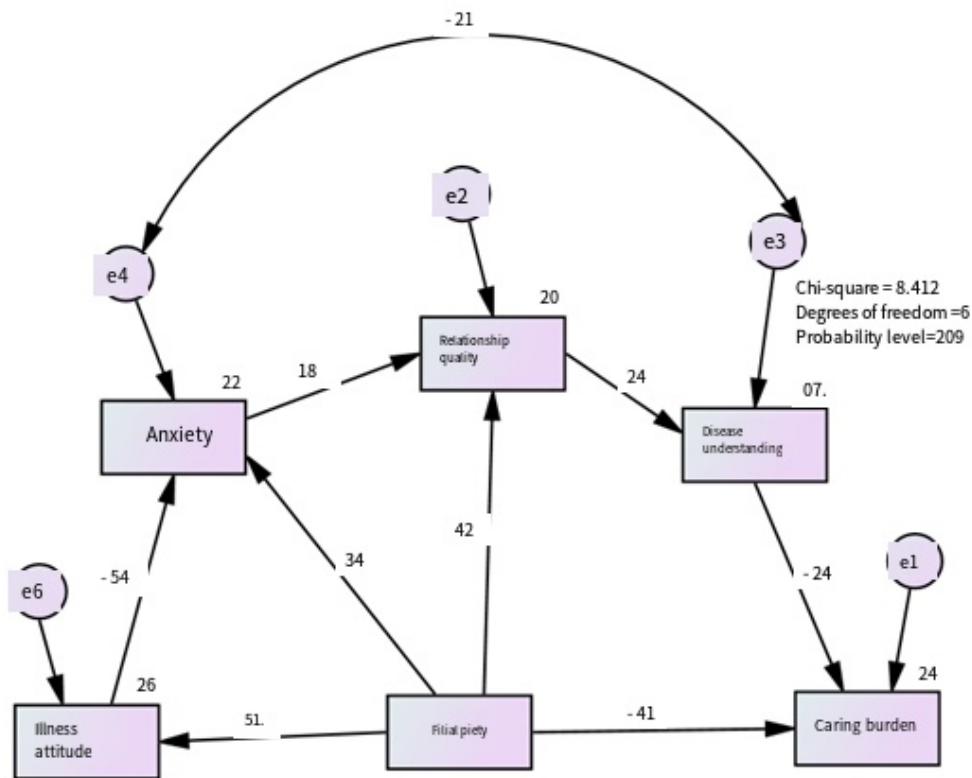 - 21
e2
e4
e3
Chi-square = 8.412
Degrees of freedom =6
Probability level=209
20
Relationship
quality
18
24
22
07.
Anxiety
Disease
understanding
42
34
- 54
- 24
e6
e1
26
24
Illness
attitude
51.
Filial piety
- 41
Caring burden